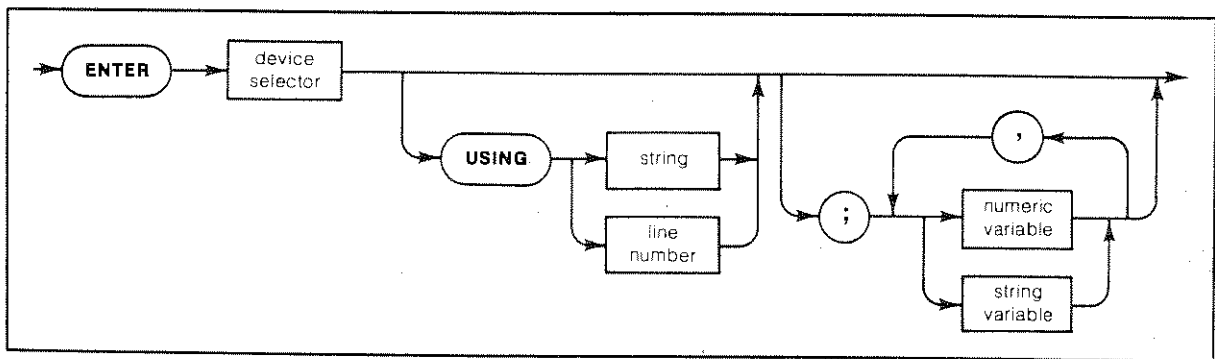 ENTER
device
selector
USING
string
line
number
;
,
numeric
variable
string
variable